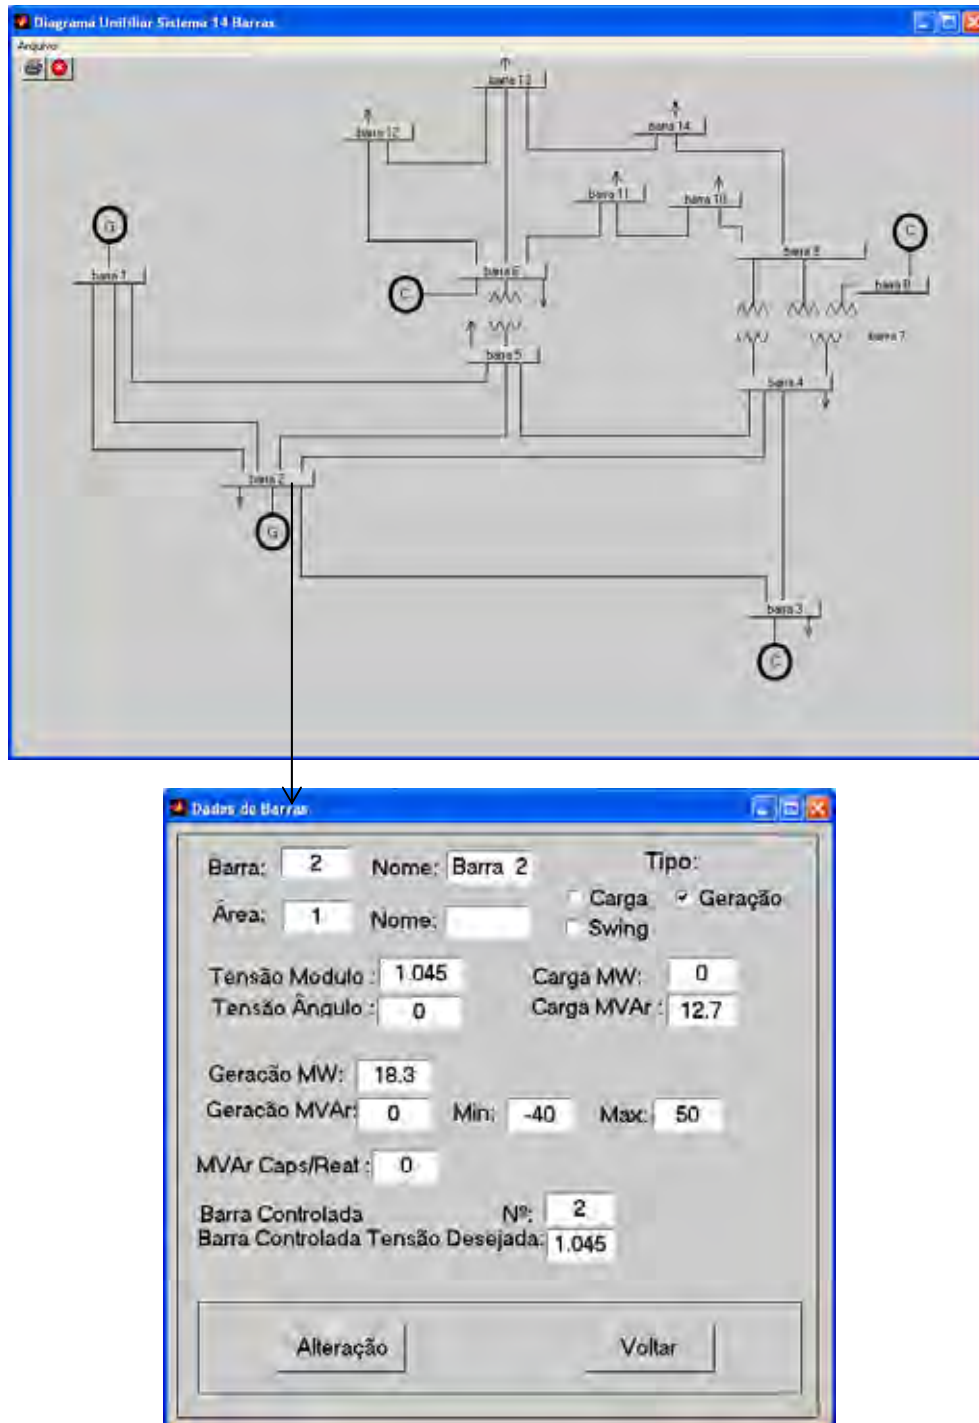 Diagrama Unifiliar Sistema 14 Barras
Arquivo
barra 13
barra 12
barra 14
barra 11
barra 10
G
C
barra 1
barra 6
barra 9
barra 8
C
barra 7
barra 5
barra 4
barra 2
G
barra 3
C
Dados de Barras
Barra: 2 Nome: Barra 2 Tipo:
Carga Geração
Área: 1 Nome: Swing
Tensão Modulo : 1.045 Carga MW: 0
Tensão Ângulo : 0 Carga MVAr : 12.7
Geracão MW: 18.3
Geracão MVAr: 0 Min: -40 Max: 50
MVAr Caps/Reat : 0
Barra Controlada Nº: 2
Barra Controlada Tensão Desejada: 1.045
Alteração Voltar